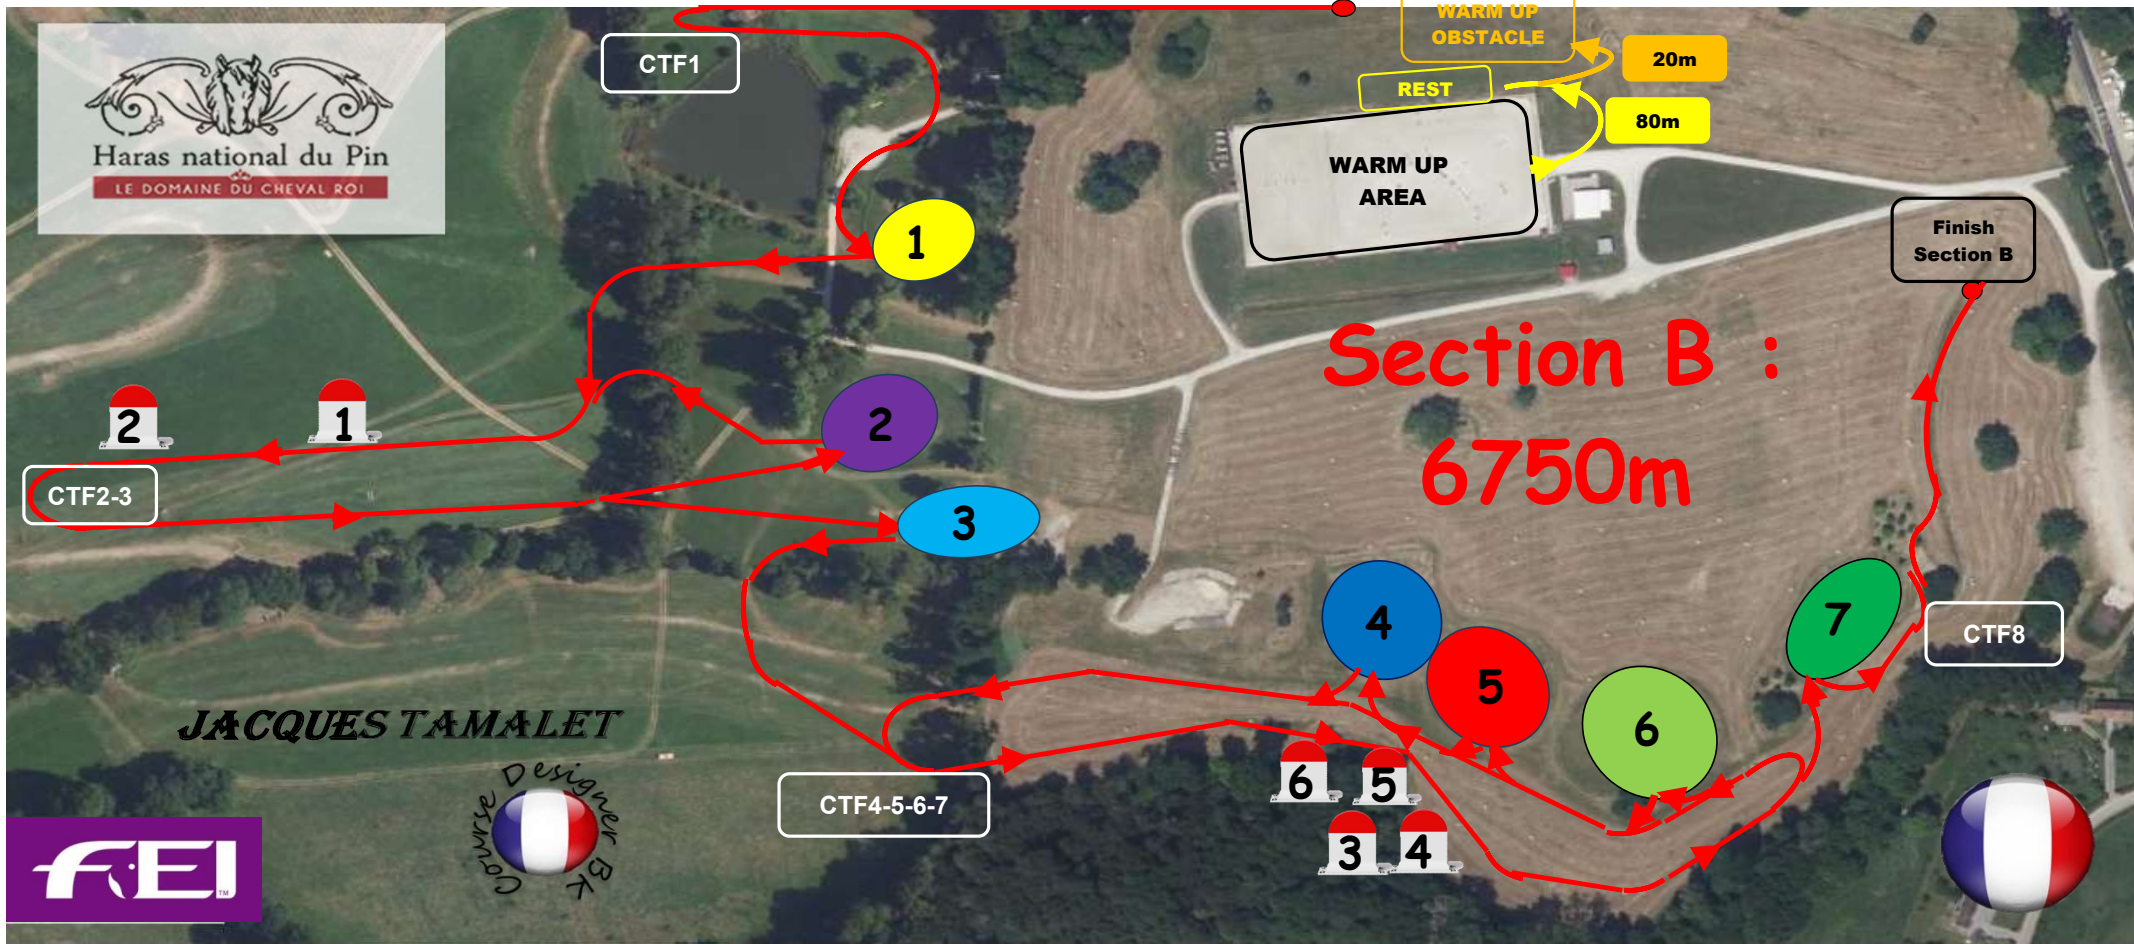 WARM UP
OBSTACLE
20m
REST
80m
WARM UP
AREA
CTF1
Haras national du Pin
LE DOMAINE DU CHEVAL ROI
1
Finish
Section B
Section B :
6750m
2
1
2
CTF2-3
3
4
5
6
7
CTF8
JACQUES TAMALET
Course Designer BK
CTF4-5-6-7
6
5
3
4
FEI
TM